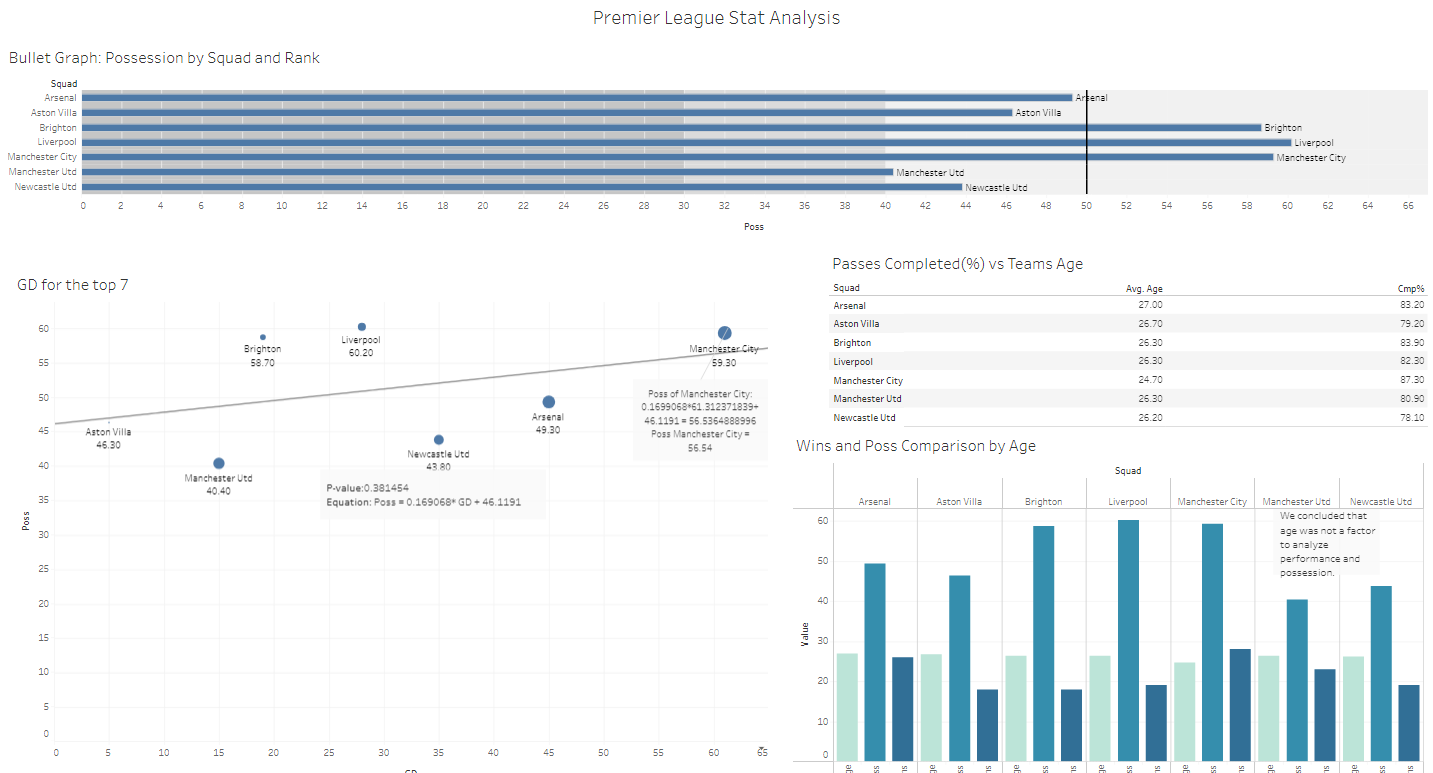 Premier League Stat Analysis
Bullet Graph: Possession by Squad and Rank
Squad
Arsenal Arsenal
Aston Villa Aston Villa
Brighton Brighton
Liverpool Liverpool
Manchester City Manchester City
Manchester Utd Manchester Utd
Newcastle Utd Newcastle Utd
0 2 4 6 8 10 12 14 16 18 20 22 24 26 28 30 32 34 36 38 40 42 44 46 48 50 52 54 56 58 60 62 64 66
Poss
GD for the top 7
60
55
50
45
40
35
30
25
20
15
10
5
0
Poss
Brighton
58.70
Liverpool
60.20
Manchester City
59.30
Aston Villa
46.30
Arsenal
49.30
Newcastle Utd
43.80
Manchester Utd
40.40
Poss of Manchester City:
0.1699068*61.312371839+
46.1191 = 56.5364888996
Poss Manchester City =
56.54
P-value:0.381454
Equation: Poss = 0.169068* GD + 46.1191
0 5 10 15 20 25 30 35 40 45 50 55 60 65
Passes Completed(%) vs Teams Age
Squad Avg. Age Cmp%
Arsenal 27.00 83.20
Aston Villa 26.70 79.20
Brighton 26.30 83.90
Liverpool 26.30 82.30
Manchester City 24.70 87.30
Manchester Utd 26.30 80.90
Newcastle Utd 26.20 78.10
Wins and Poss Comparison by Age
Squad
Arsenal Aston Villa Brighton Liverpool Manchester City Manchester Utd Newcastle Utd
We concluded that
age was not a factor
to analyze
performance and
possession.
60
50
40
30
20
10
0
Value